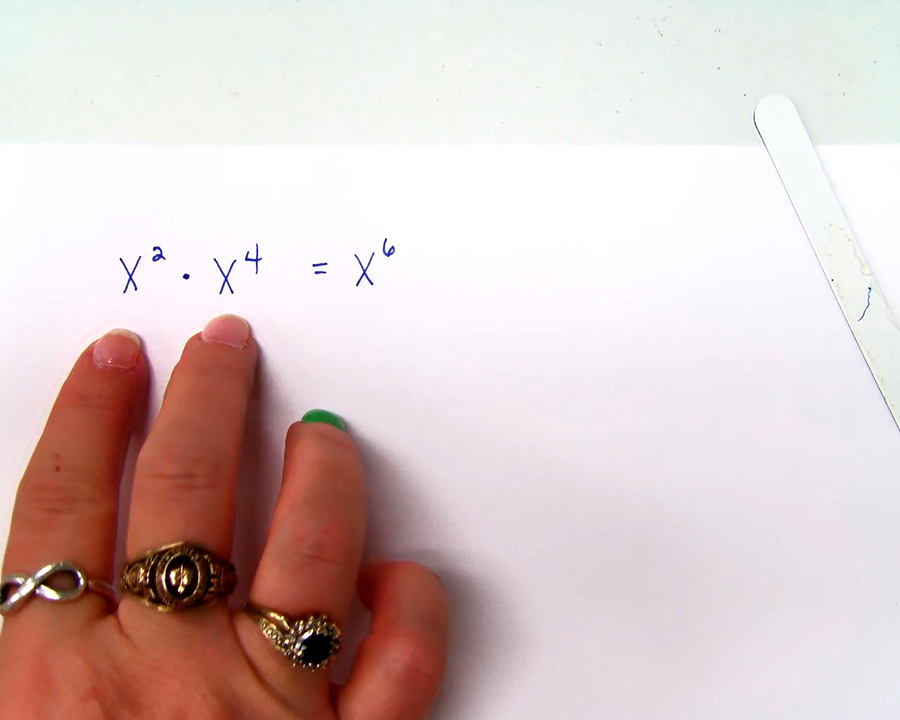 X² · X⁴ = X⁶